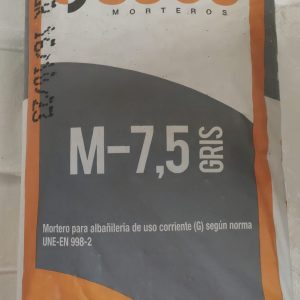 MORTEROS
M-7,5
GRIS
Mortero para albañilería de uso corriente (G) según norma
UNE-EN 998-2